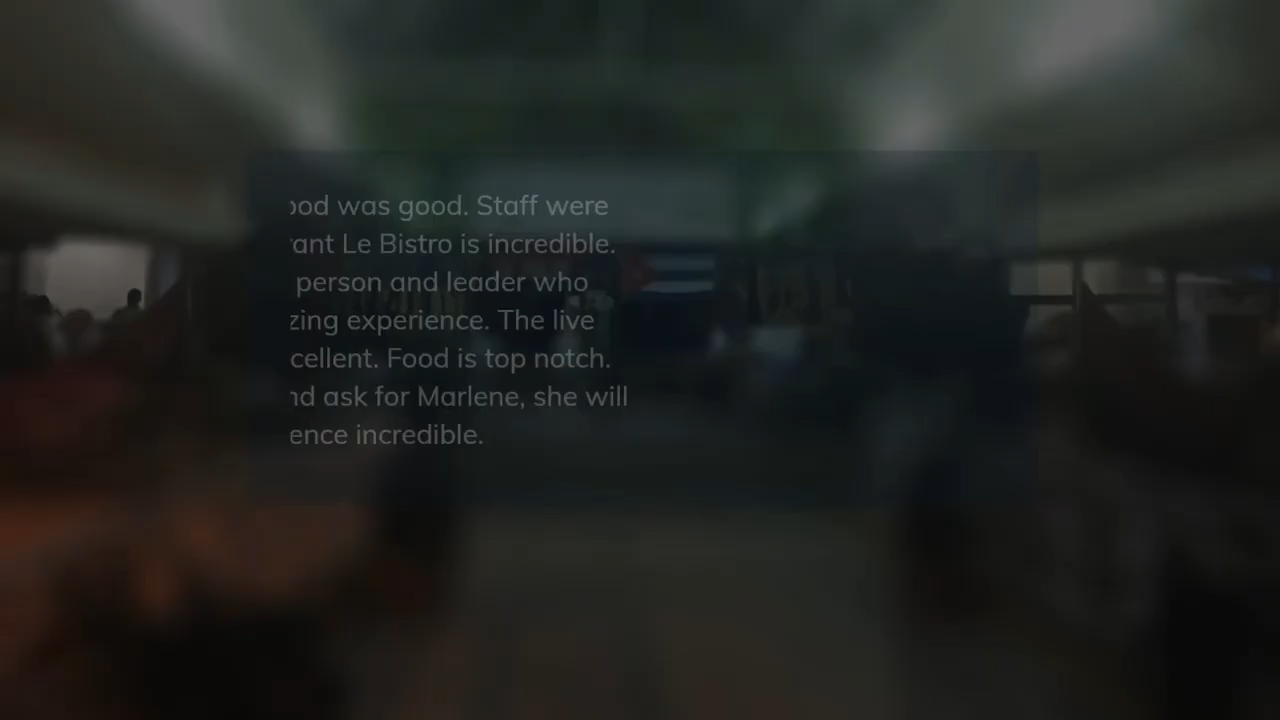 ood was good. Staff were
ant Le Bistro is incredible.
person and leader who
zing experience. The live
cellent. Food is top notch.
nd ask for Marlene, she will
ence incredible.